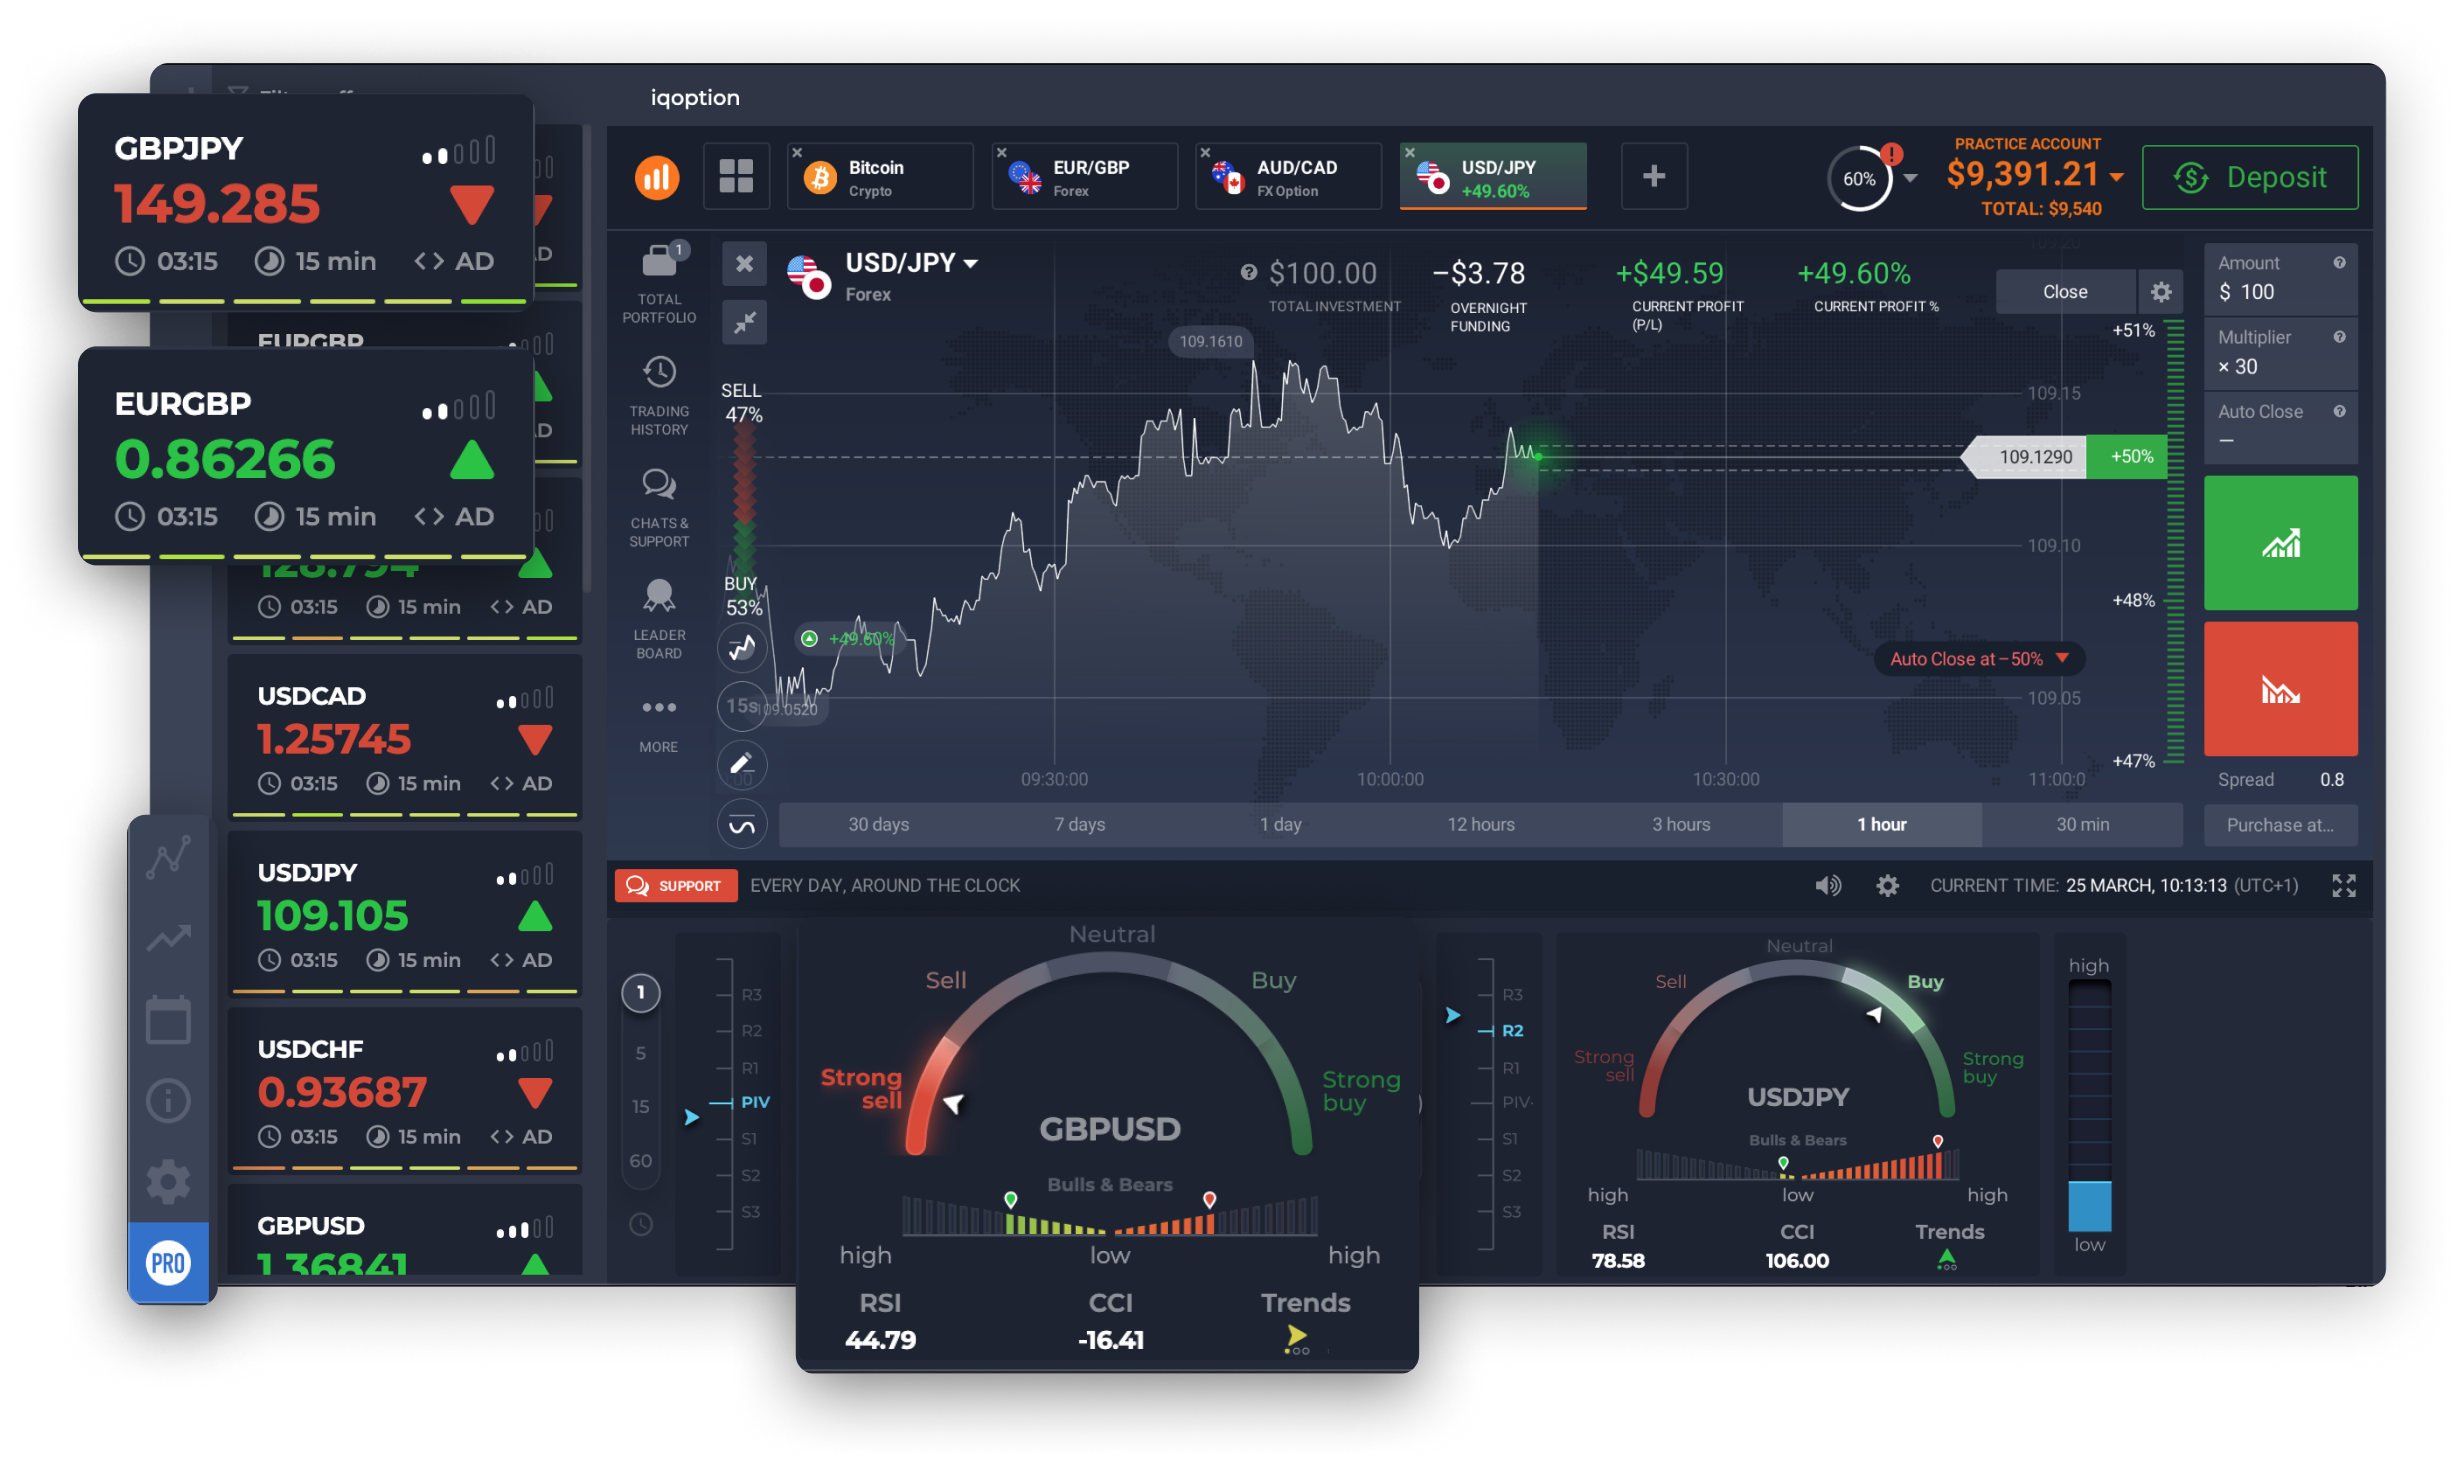 iqoption
GBPJPY
149.285
03:15 15 min <> AD
EURGBP
EURGBP
0.86266
03:15 15 min <> AD
128.794
03:15 15 min <> AD
USDCAD
1.25745
03:15 15 min <> AD
USDJPY
109.105
03:15 15 min <> AD
USDCHF
0.93687
03:15 15 min <> AD
GBPUSD
1.36841
PRO
Bitcoin
Crypto
EUR/GBP
Forex
AUD/CAD
FX Option
USD/JPY
+49.60%
+
60%
PRACTICE ACCOUNT
$9,391.21
TOTAL: $9,540
Deposit
1
TOTAL
PORTFOLIO
TRADING
HISTORY
CHATS &
SUPPORT
LEADER
BOARD
MORE
USD/JPY
Forex
$100.00
TOTAL INVESTMENT
–$3.78
OVERNIGHT
FUNDING
+$49.59
CURRENT PROFIT
(P/L)
+49.60%
CURRENT PROFIT %
Close
109.20
+51%
109.1610
SELL
47%
109.15
109.1290 +50%
109.10
BUY
53%
+48%
+49.60%
Auto Close at –50%
15s
109.0520
109.05
+47%
09:30:00 10:00:00 10:30:00 11:00:0
30 days 7 days 1 day 12 hours 3 hours 1 hour 30 min
Amount
$ 100
Multiplier
× 30
Auto Close
–
Spread 0.8
Purchase at...
SUPPORT EVERY DAY, AROUND THE CLOCK
CURRENT TIME: 25 MARCH, 10:13:13 (UTC+1)
1
5
15
60
R3
R2
R1
PIV
S1
S2
S3
Neutral
Sell Buy
Strong
sell
Strong
buy
GBPUSD
Bulls & Bears
high low high
RSI CCI Trends
44.79 -16.41
R3
R2
R1
PIV
S1
S2
S3
Neutral
Sell Buy
Strong
sell
Strong
buy
USDJPY
Bulls & Bears
high low high
RSI CCI Trends
78.58 106.00
high
low